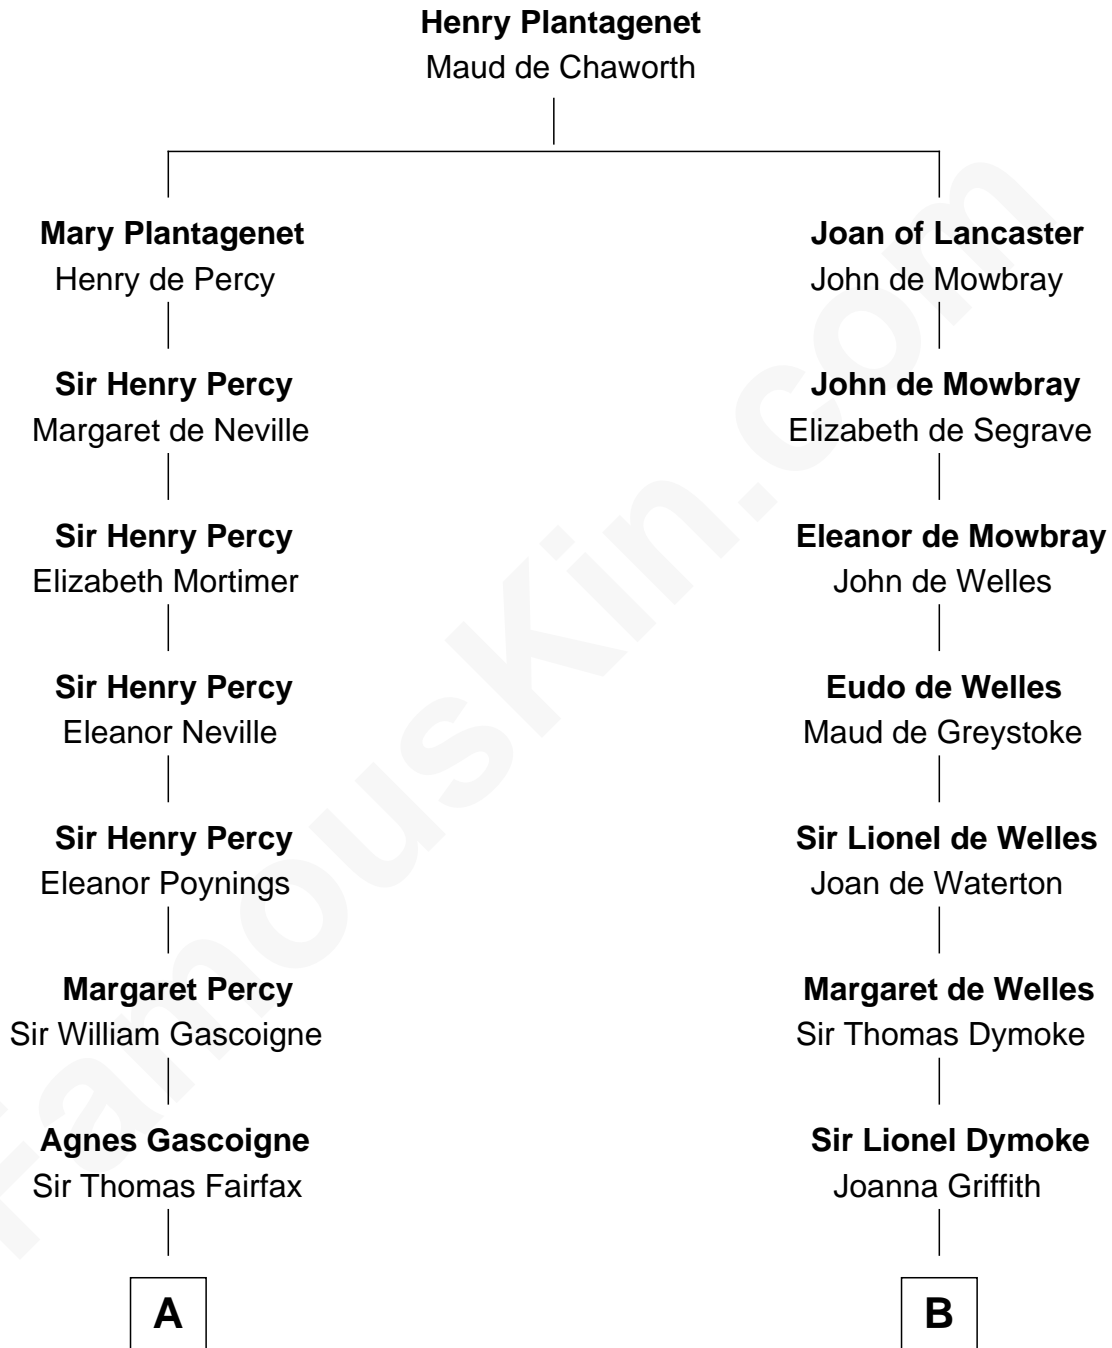 Henry Plantagenet
Maud de Chaworth
Mary Plantagenet
Henry de Percy
Sir Henry Percy
Margaret de Neville
Sir Henry Percy
Elizabeth Mortimer
Sir Henry Percy
Eleanor Neville
Sir Henry Percy
Eleanor Poynings
Margaret Percy
Sir William Gascoigne
Agnes Gascoigne
Sir Thomas Fairfax
A
Joan of Lancaster
John de Mowbray
John de Mowbray
Elizabeth de Segrave
Eleanor de Mowbray
John de Welles
Eudo de Welles
Maud de Greystoke
Sir Lionel de Welles
Joan de Waterton
Margaret de Welles
Sir Thomas Dymoke
Sir Lionel Dymoke
Joanna Griffith
B
FamousKin.com